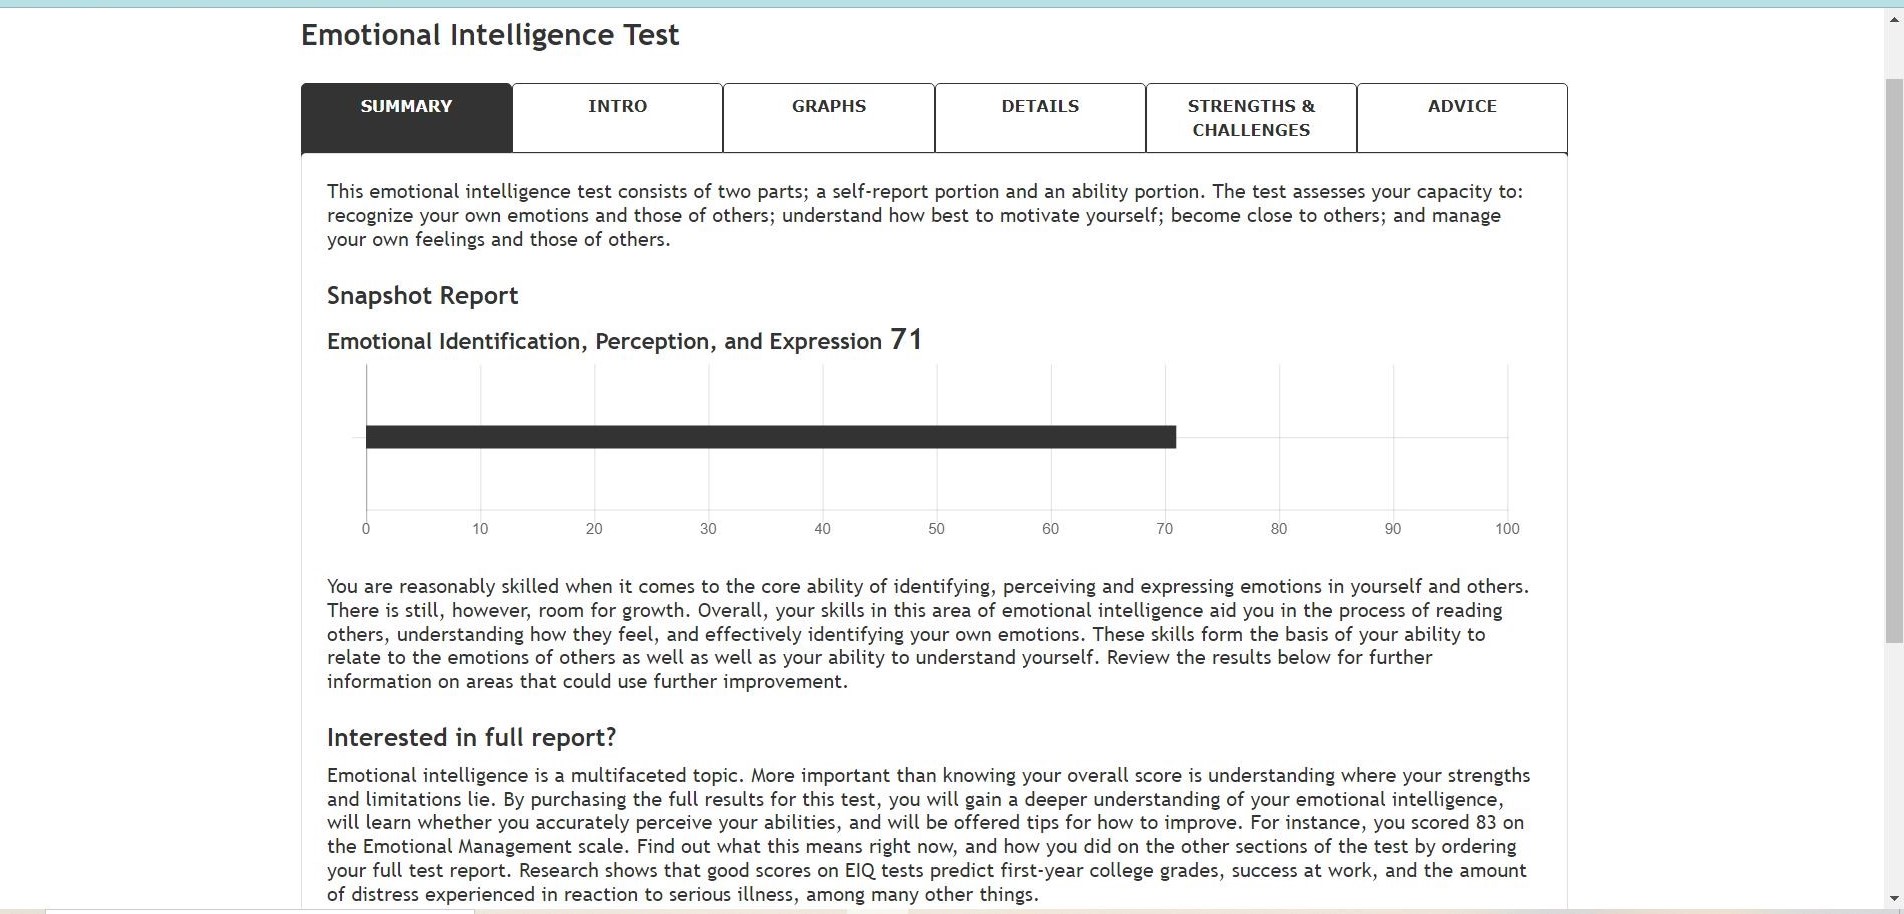 Emotional Intelligence Test
SUMMARY
INTRO
GRAPHS
DETAILS
STRENGTHS &
CHALLENGES
ADVICE
This emotional intelligence test consists of two parts; a self-report portion and an ability portion. The test assesses your capacity to:
recognize your own emotions and those of others; understand how best to motivate yourself; become close to others; and manage
your own feelings and those of others.
Snapshot Report
Emotional Identification, Perception, and Expression 71
0 10 20 30 40 50 60 70 80 90 100
You are reasonably skilled when it comes to the core ability of identifying, perceiving and expressing emotions in yourself and others.
There is still, however, room for growth. Overall, your skills in this area of emotional intelligence aid you in the process of reading
others, understanding how they feel, and effectively identifying your own emotions. These skills form the basis of your ability to
relate to the emotions of others as well as well as your ability to understand yourself. Review the results below for further
information on areas that could use further improvement.
Interested in full report?
Emotional intelligence is a multifaceted topic. More important than knowing your overall score is understanding where your strengths
and limitations lie. By purchasing the full results for this test, you will gain a deeper understanding of your emotional intelligence,
will learn whether you accurately perceive your abilities, and will be offered tips for how to improve. For instance, you scored 83 on
the Emotional Management scale. Find out what this means right now, and how you did on the other sections of the test by ordering
your full test report. Research shows that good scores on EIQ tests predict first-year college grades, success at work, and the amount
of distress experienced in reaction to serious illness, among many other things.